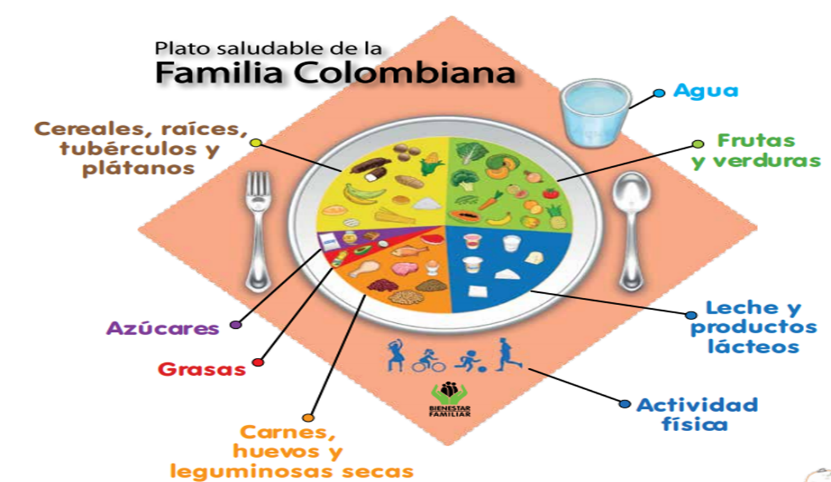 Plato saludable de la
Familia Colombiana
Agua
Cereales, raíces,
tubérculos y
plátanos
Frutas
y verduras
Azúcares
Grasas
Leche y
productos
lácteos
Carnes,
huevos y
leguminosas secas
Actividad
física
BIENESTAR
FAMILIAR